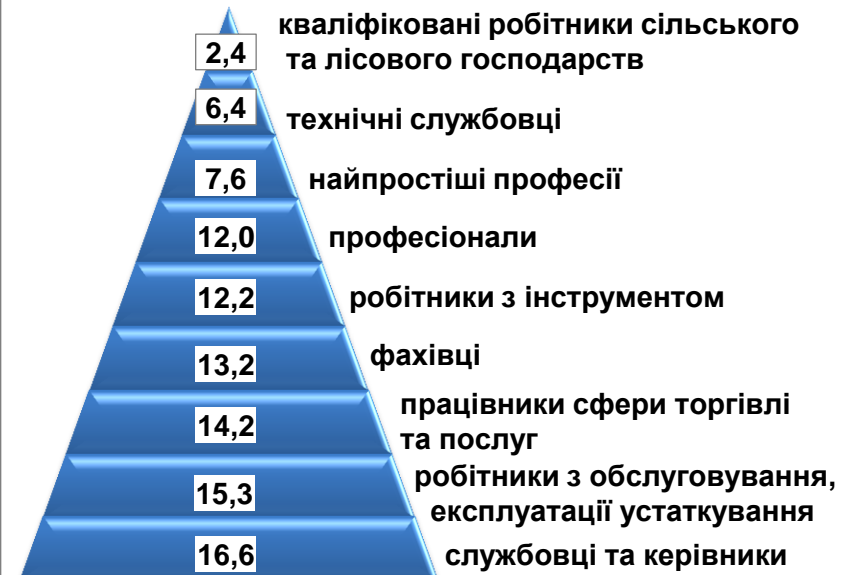 кваліфіковані робітники сільського
2,4 та лісового господарств
6,4 технічні службовці
7,6 найпростіші професії
12,0 професіонали
12,2 робітники з інструментом
13,2 фахівці
працівники сфери торгівлі
14,2 та послуг
робітники з обслуговування,
15,3 експлуатації устаткування
16,6 службовці та керівники